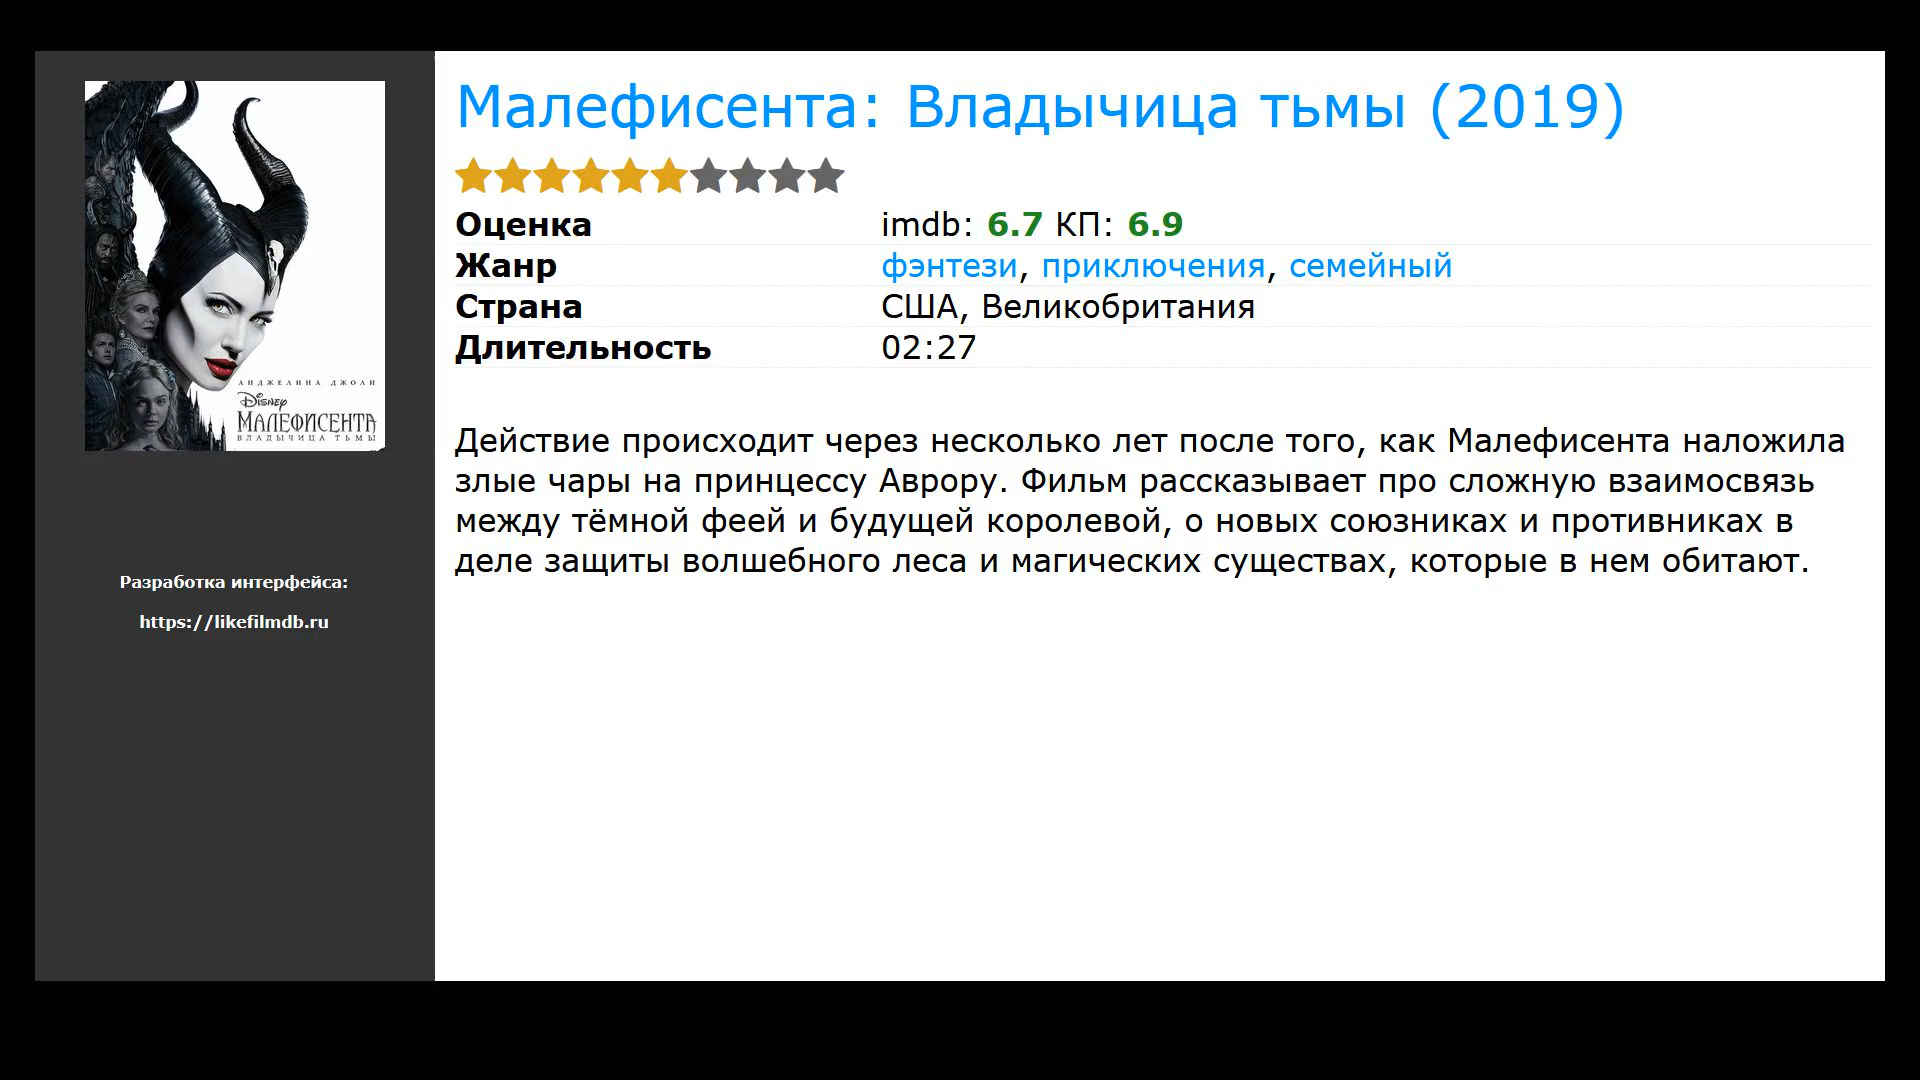 АНДЖЕЛИНА ДЖОЛИ
Disney
МАЛЕФИСЕНТА
ВЛАДЫЧИЦА ТЬМЫ
Разработка интерфейса:
https://likefilmdb.ru
Малефисента: Владычица тьмы (2019)
Оценка imdb: 6.7 КП: 6.9
Жанр фэнтези, приключения, семейный
Страна США, Великобритания
Длительность 02:27
Действие происходит через несколько лет после того, как Малефисента наложила
злые чары на принцессу Аврору. Фильм рассказывает про сложную взаимосвязь
между тёмной феей и будущей королевой, о новых союзниках и противниках в
деле защиты волшебного леса и магических существах, которые в нем обитают.